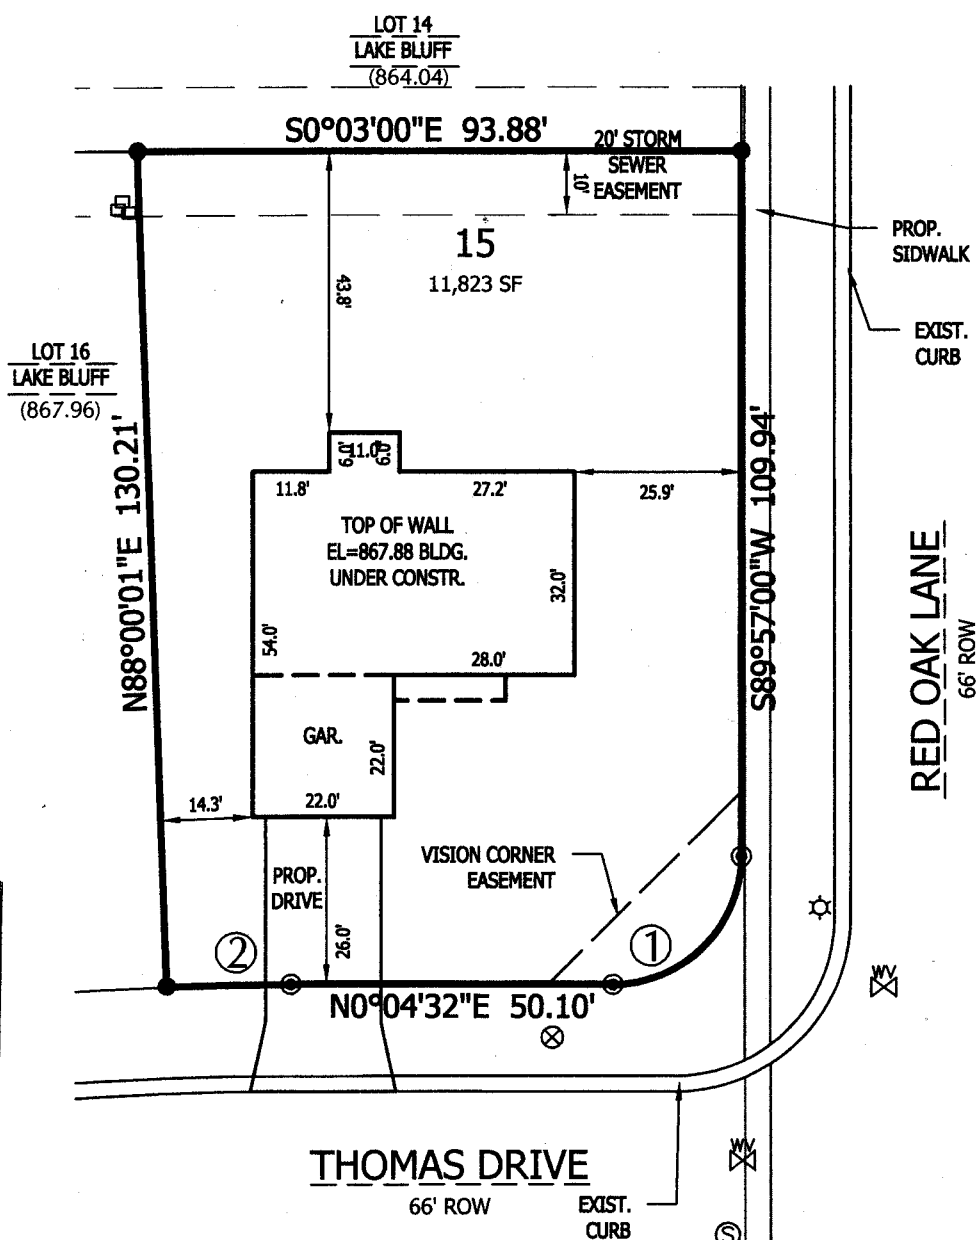 LOT 14
LAKE BLUFF
(864.04)
S0°03'00"E 93.88'
20' STORM
SEWER
EASEMENT
10'
15
11,823 SF
PROP.
SIDWALK
EXIST.
CURB
43.8'
LOT 16
LAKE BLUFF
(867.96)
N88°00'01"E 130.21'
6.0'
11.0'
6.0'
11.8'
27.2'
25.9'
S89°57'00"W 109.94'
TOP OF WALL
EL=867.88 BLDG.
UNDER CONSTR.
32.0'
54.0'
28.0'
RED OAK LANE
66' ROW
GAR.
22.0'
22.0'
14.3'
VISION CORNER
EASEMENT
PROP.
DRIVE
26.0'
2
1
N0°04'32"E 50.10'
WV
THOMAS DRIVE
66' ROW
WV
EXIST.
CURB
S